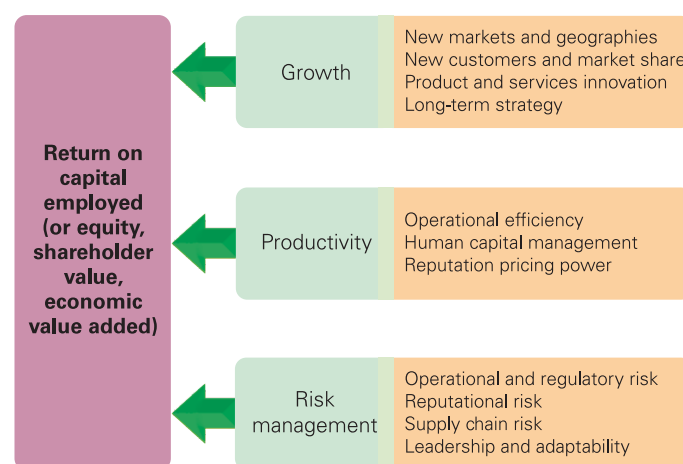 Return on
capital
employed
(or equity,
shareholder
value,
economic
value added)
Growth
New markets and geographies
New customers and market share
Product and services innovation
Long-term strategy
Productivity
Operational efficiency
Human capital management
Reputation pricing power
Risk
management
Operational and regulatory risk
Reputational risk
Supply chain risk
Leadership and adaptability